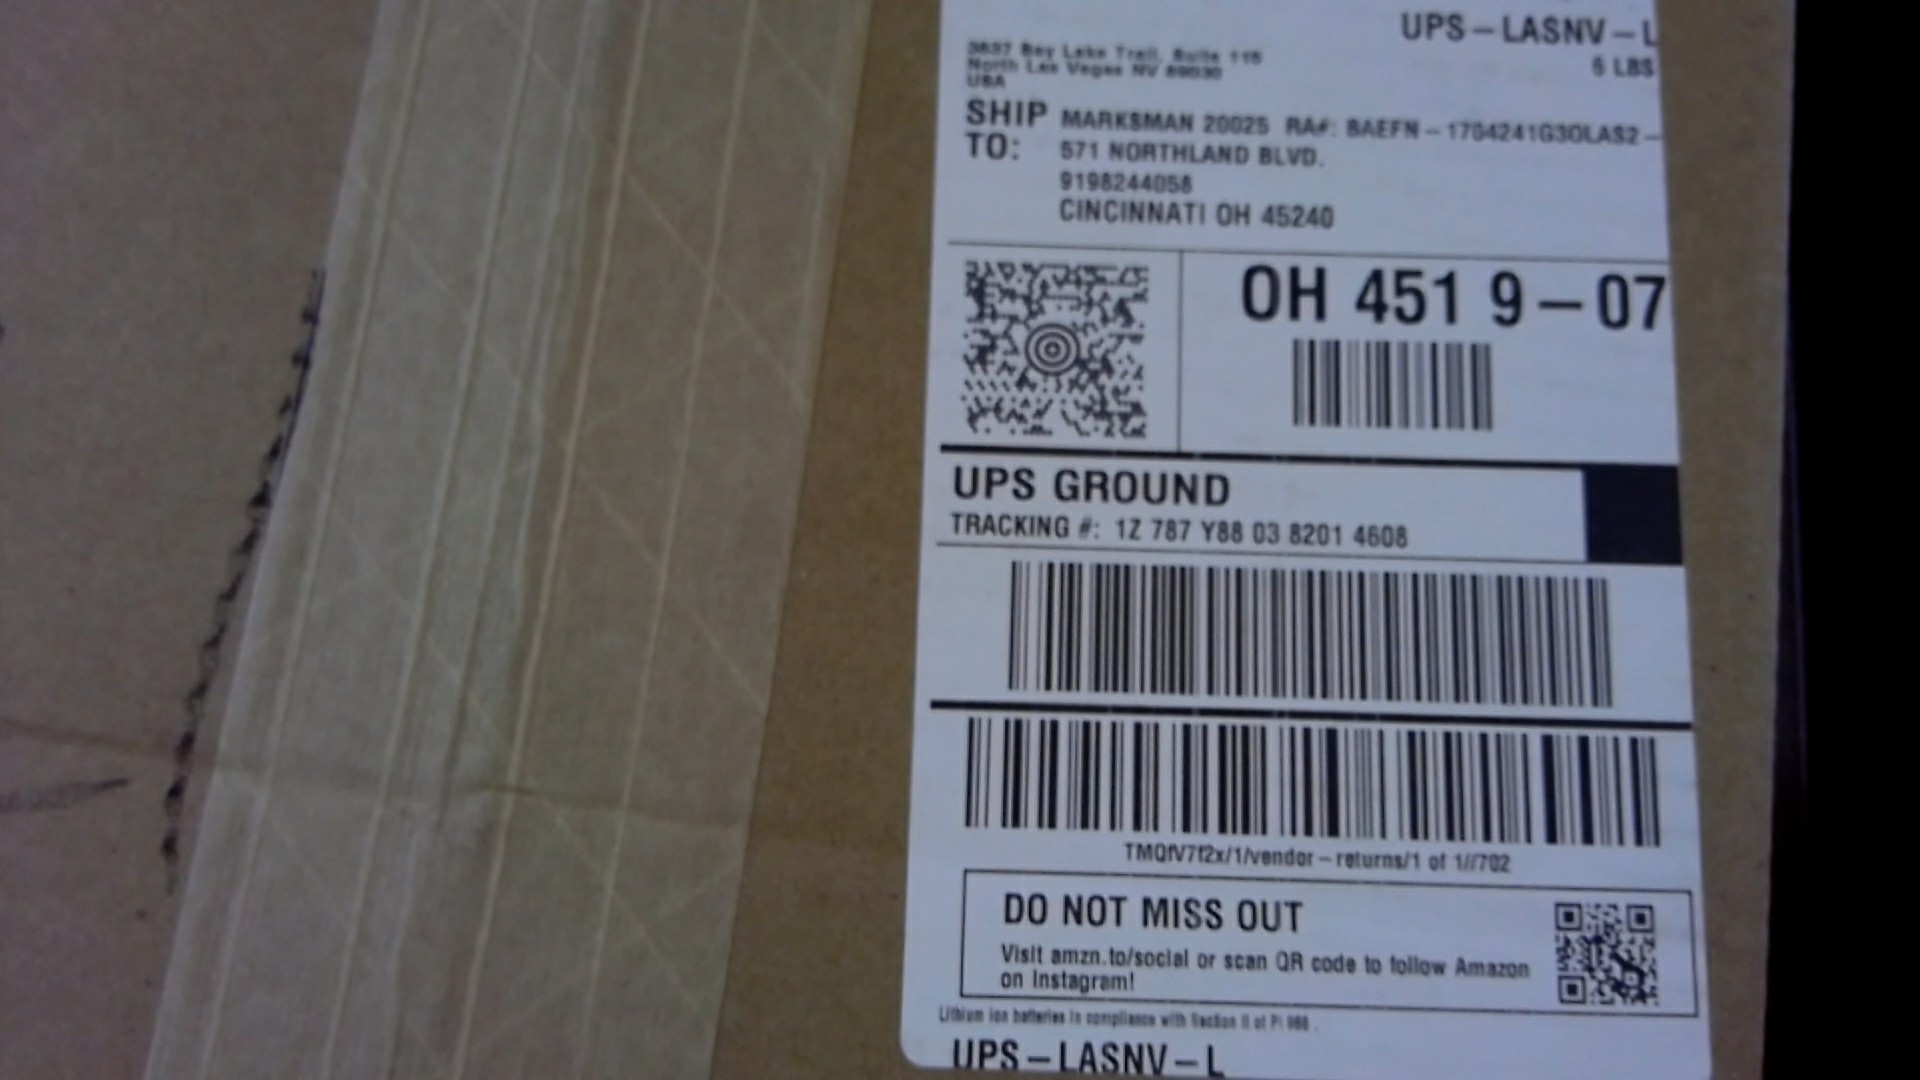 UPS-LASNV-L
6 LBS
3837 Bay Lake Trail, Suite 115
North Las Vegas NV 89030
USA
SHIP TO: MARKSMAN 20025 RA#: BAEFN-1704241G3OLAS2-
571 NORTHLAND BLVD.
9198244058
CINCINNATI OH 45240
OH 451 9-07
UPS GROUND
TRACKING #: 1Z 787 Y88 03 8201 4608
TMQfV7f2x/1/vendor-returns/1 of 1//702
DO NOT MISS OUT
Visit amzn.to/social or scan QR code to follow Amazon
on Instagram!
Lithium ion batteries in compliance with Section II of PI 966 .
UPS-LASNV-L